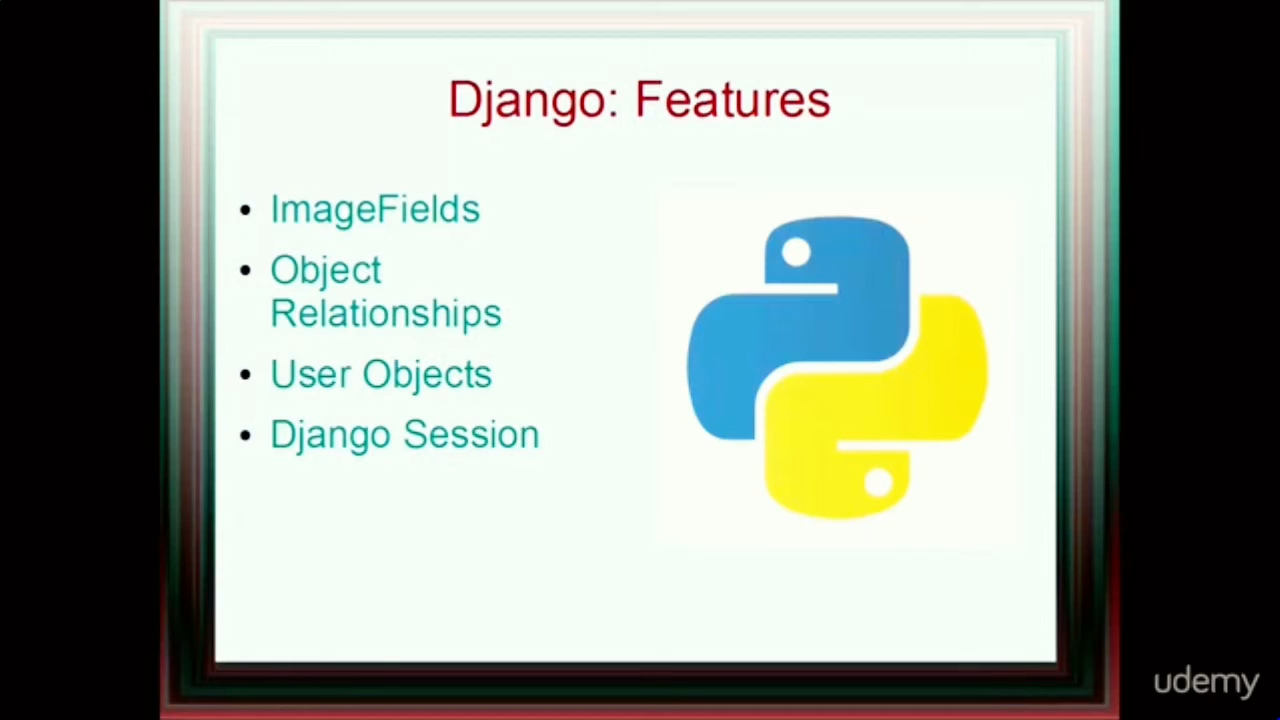 Django: Features
• ImageFields
• Object
Relationships
• User Objects
• Django Session
udemy